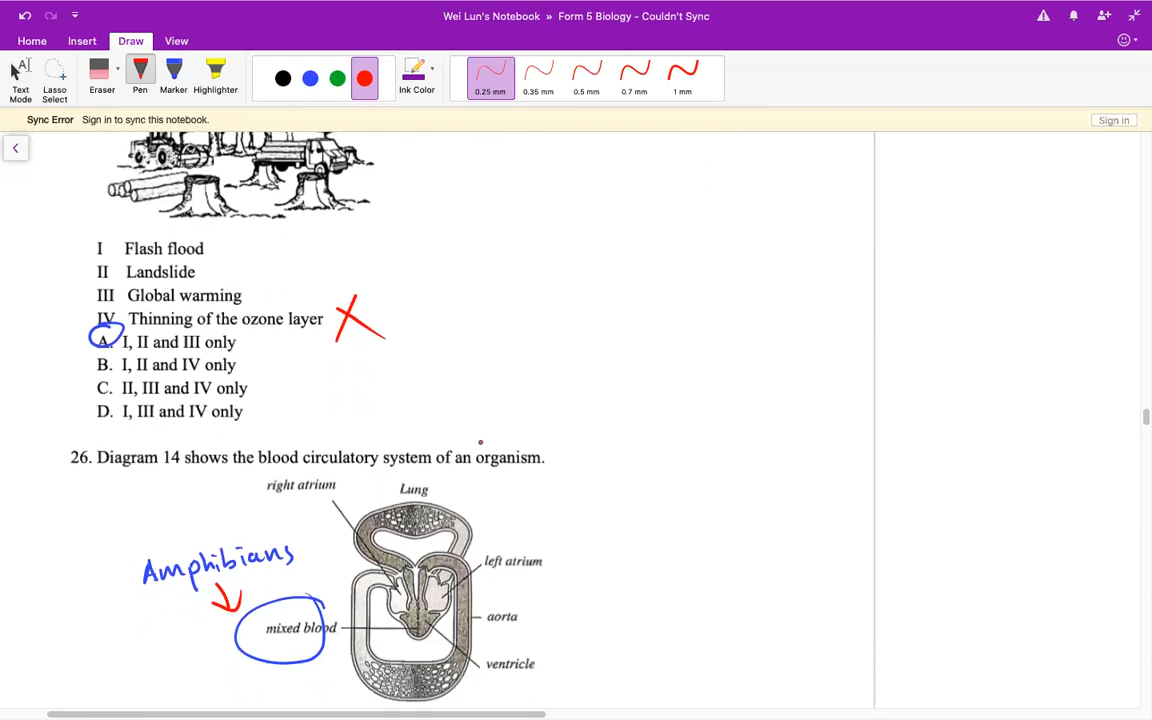 Wei Lun's Notebook » Form 5 Biology - Couldn't Sync
Home Insert Draw View
Text Mode
Lasso Select
Eraser
Pen
Marker
Highlighter
Ink Color
0.25 mm
0.35 mm
0.5 mm
0.7 mm
1 mm
Sync Error Sign in to sync this notebook.
Sign in
I Flash flood
II Landslide
III Global warming
IV Thinning of the ozone layer
A. I, II and III only
B. I, II and IV only
C. II, III and IV only
D. I, III and IV only
26. Diagram 14 shows the blood circulatory system of an organism.
right atrium
Lung
Amphibians
left atrium
aorta
mixed blood
ventricle